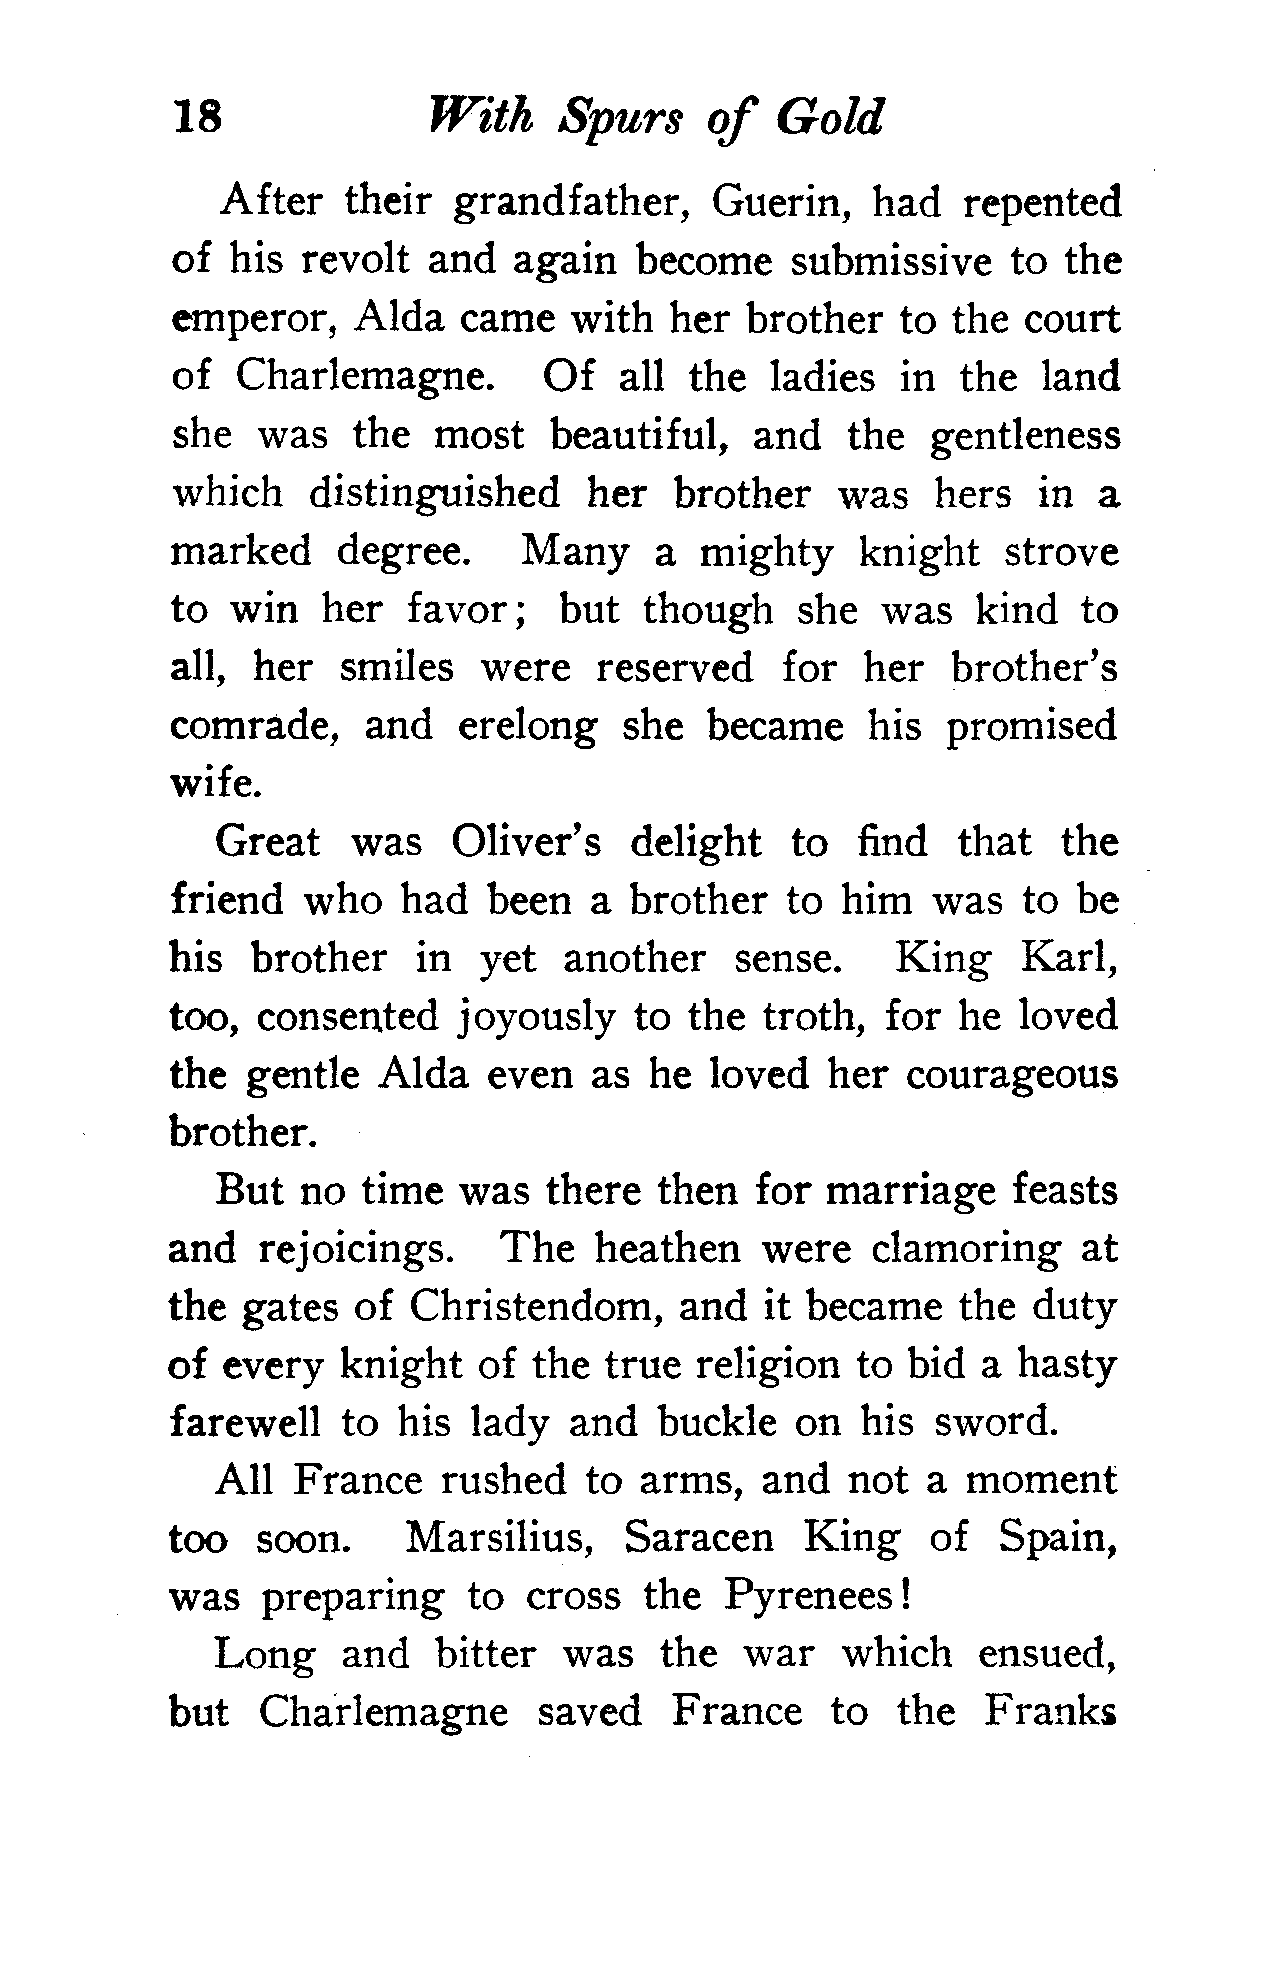 18 With Spurs of Gold
After their grandfather, Guerin, had repented
of his revolt and again become submissive to the
emperor, Alda came with her brother to the court
of Charlemagne. Of all the ladies in the land
she was the most beautiful, and the gentleness
which distinguished her brother was hers in a
marked degree. Many a mighty knight strove
to win her favor; but though she was kind to
all, her smiles were reserved for her brother's
comrade, and erelong she became his promised
wife.
Great was Oliver's delight to find that the
friend who had been a brother to him was to be
his brother in yet another sense. King Karl,
too, consented joyously to the troth, for he loved
the gentle Alda even as he loved her courageous
brother.
But no time was there then for marriage feasts
and rejoicings. The heathen were clamoring at
the gates of Christendom, and it became the duty
of every knight of the true religion to bid a hasty
farewell to his lady and buckle on his sword.
All France rushed to arms, and not a moment
too soon. Marsilius, Saracen King of Spain,
was preparing to cross the Pyrenees!
Long and bitter was the war which ensued,
but Charlemagne saved France to the Franks